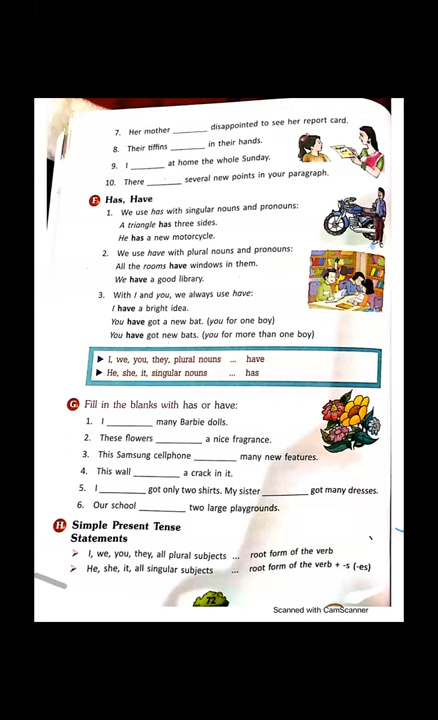 7. Her mother ________ disappointed to see her report card.
8. Their tiffins ________ in their hands.
9. I ________ at home the whole Sunday.
10. There ________ several new points in your paragraph.
F. Has, Have
1. We use has with singular nouns and pronouns:
A triangle has three sides.
He has a new motorcycle.
2. We use have with plural nouns and pronouns:
All the rooms have windows in them.
We have a good library.
3. With I and you, we always use have:
I have a bright idea.
You have got a new bat. (you for one boy)
You have got new bats. (you for more than one boy)
▶ I, we, you, they, plural nouns ... have
▶ He, she, it, singular nouns ... has
G. Fill in the blanks with has or have:
1. I ________ many Barbie dolls.
2. These flowers ________ a nice fragrance.
3. This Samsung cellphone ________ many new features.
4. This wall ________ a crack in it.
5. I ________ got only two shirts. My sister ________ got many dresses.
6. Our school ________ two large playgrounds.
H. Simple Present Tense
Statements
➢ I, we, you, they, all plural subjects ... root form of the verb
➢ He, she, it, all singular subjects ... root form of the verb + -s (-es)
72
Scanned with CamScanner